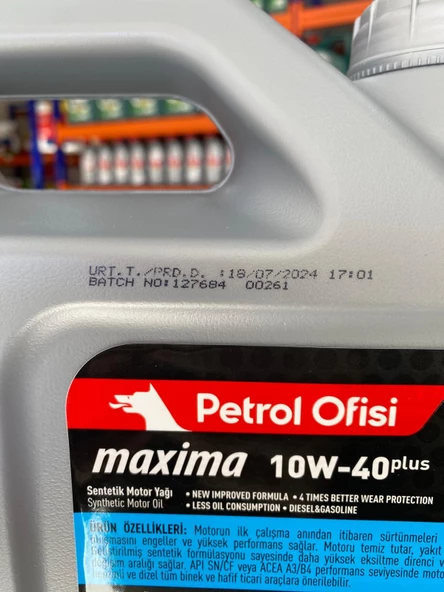 URT.T./PRD.D. :18/07/2024 17:01
BATCH NO:127684 00261
Petrol Ofisi
maxima 10W-40plus
Sentetik Motor Yağı
Synthetic Motor Oil
• NEW IMPROVED FORMULA • 4 TIMES BETTER WEAR PROTECTION
• LESS OIL CONSUMPTION • DIESEL&GASOLINE
ÜRÜN ÖZELLİKLERİ: Motorun ilk çalışma anından itibaren sürtünmeleri
engeller ve yüksek performans sağlar. Motoru temiz tutar, yakıt
sentetik formülasyonu sayesinde daha yüksek eksiltme direnci v
aralığı sağlar. API SN/CF veya ACEA A3/B4 performans seviyesinde moto
dizel tüm binek ve hafif ticari araçlara önerilebilir.